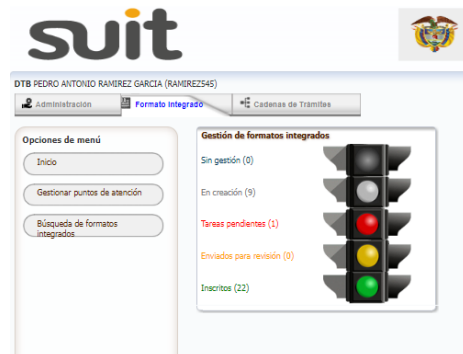 suit
DTB PEDRO ANTONIO RAMIREZ GARCIA (RAMIREZ545)
Administración
Formato Integrado
Cadenas de Trámites
Opciones de menú
Inicio
Gestionar puntos de atención
Búsqueda de formatos
integrados
Gestión de formatos integrados
Sin gestión (0)
En creación (9)
Tareas pendientes (1)
Enviados para revisión (0)
Inscritos (22)